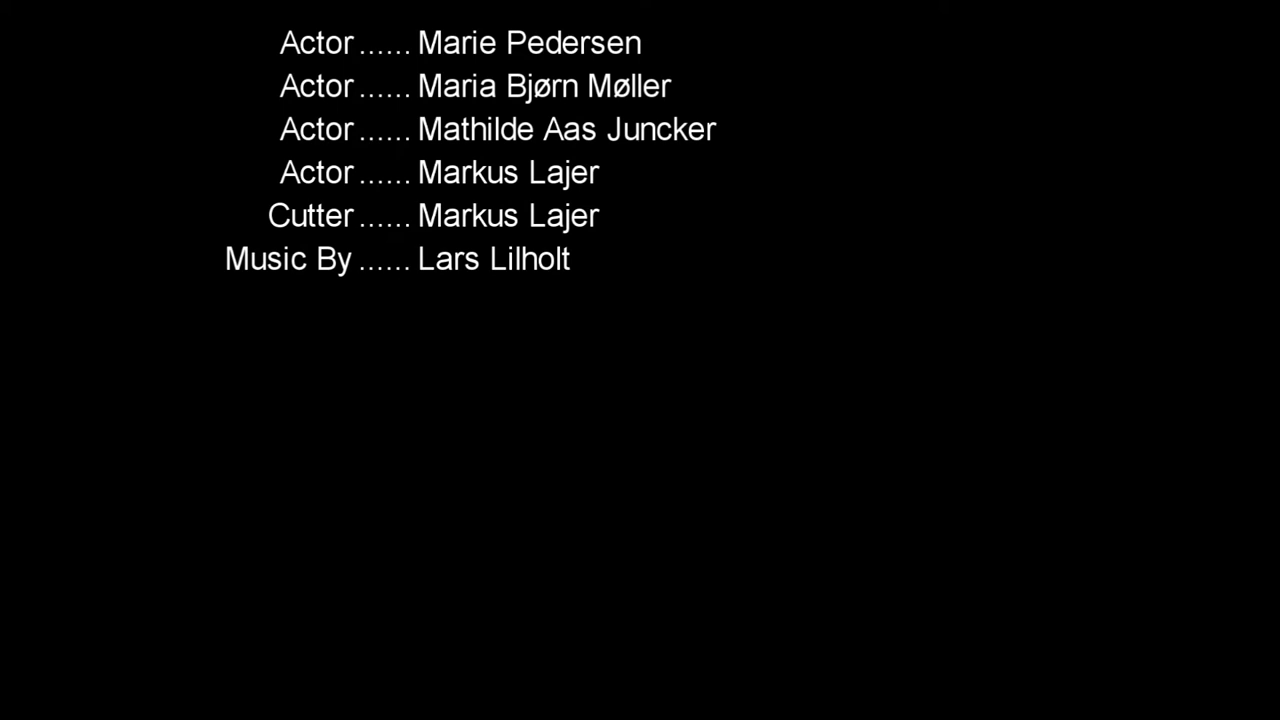 Actor ...... Marie Pedersen
Actor ...... Maria Bjørn Møller
Actor ...... Mathilde Aas Juncker
Actor ...... Markus Lajer
Cutter ...... Markus Lajer
Music By ...... Lars Lilholt